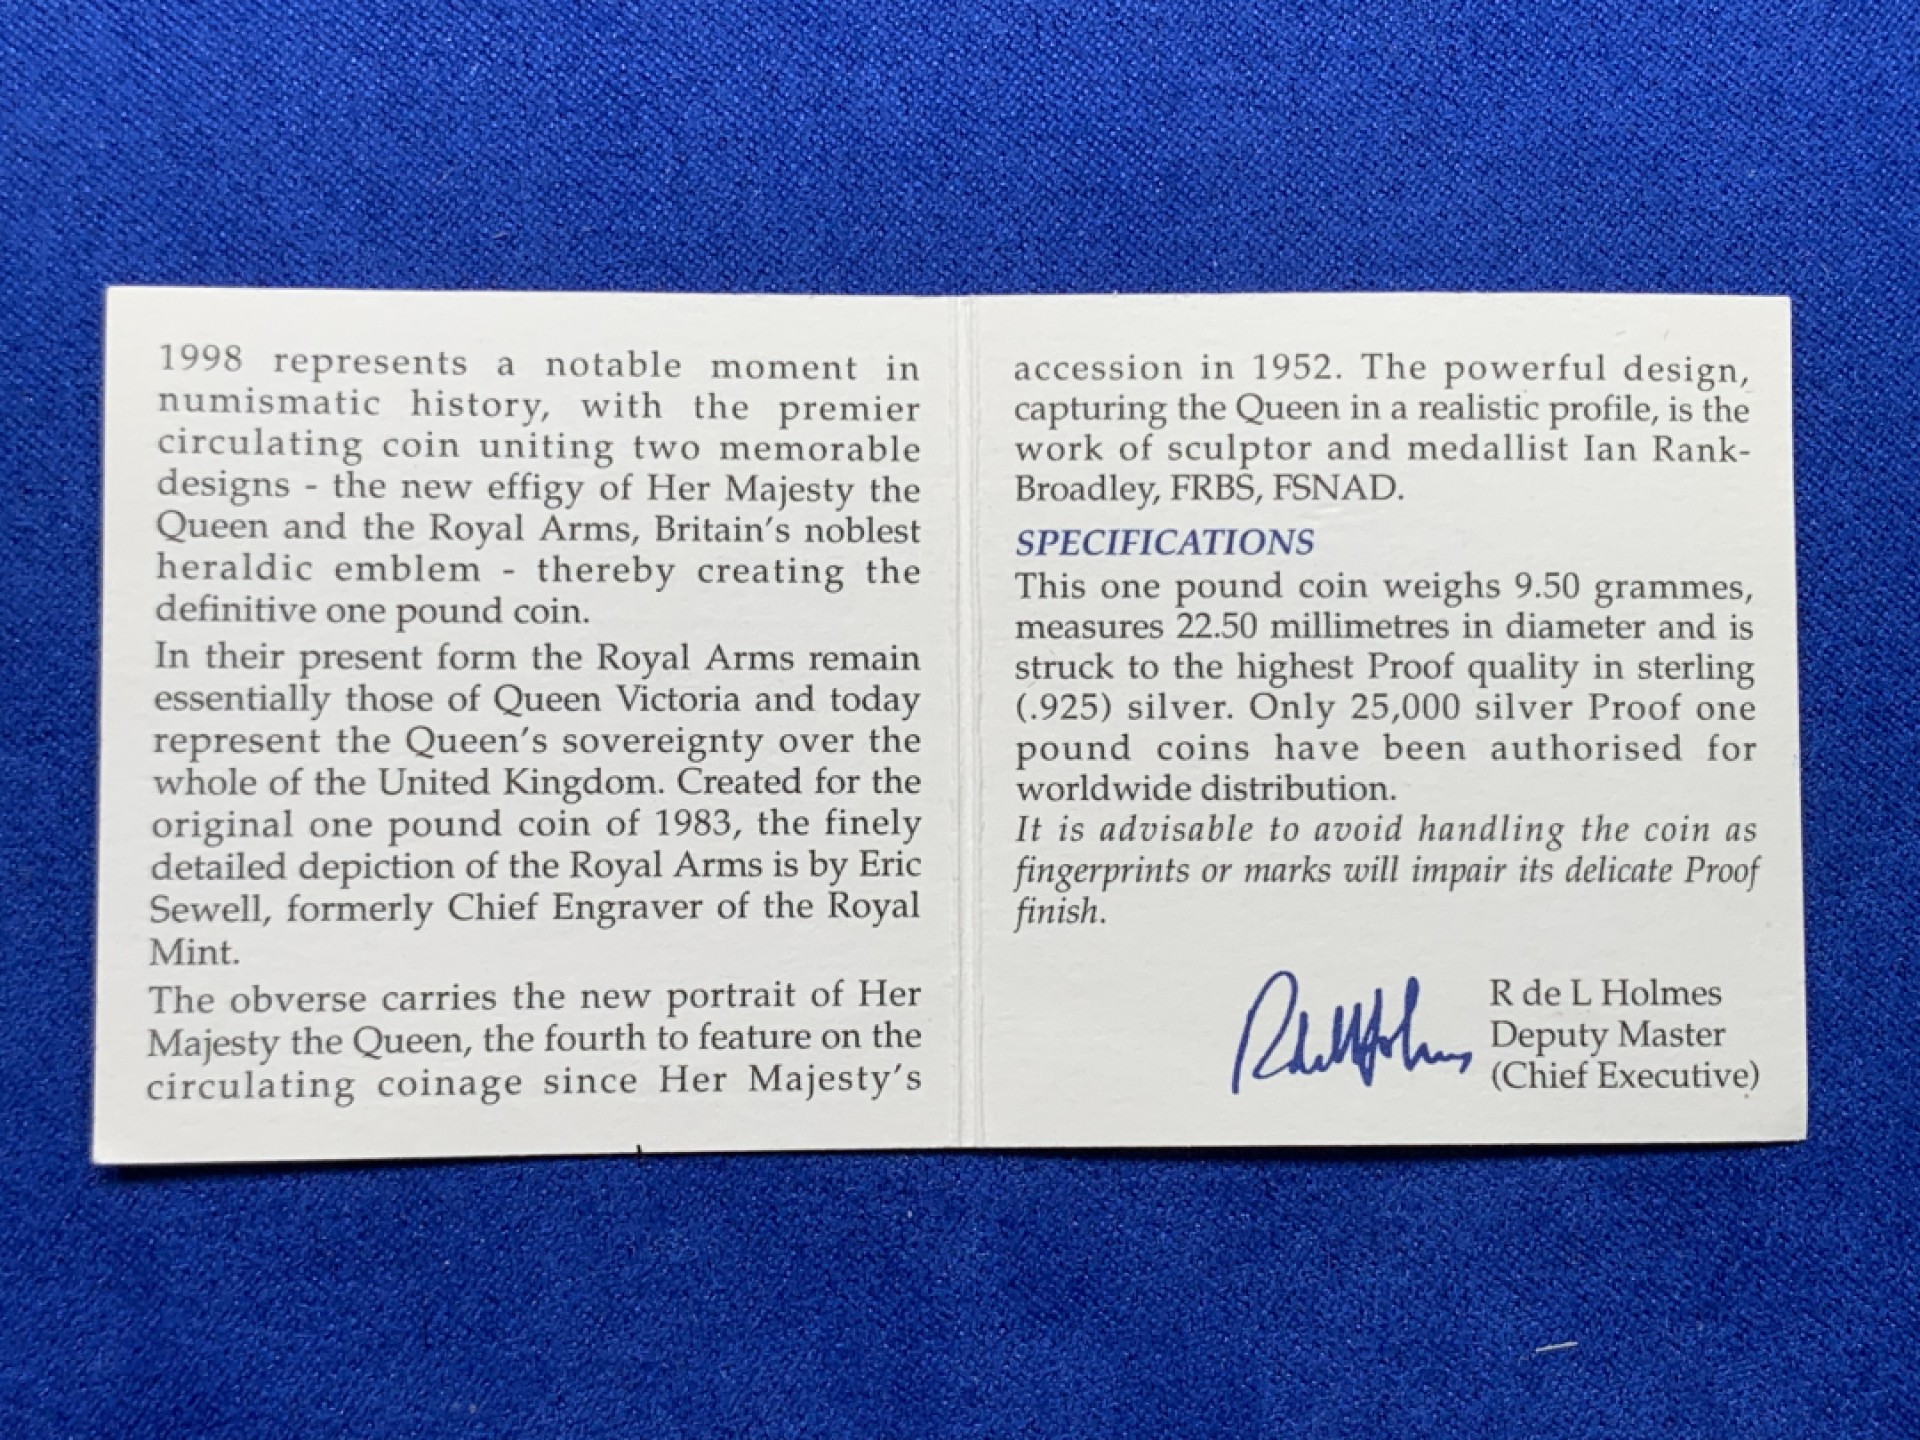 1998 represents a notable moment in
numismatic history, with the premier
circulating coin uniting two memorable
designs - the new effigy of Her Majesty the
Queen and the Royal Arms, Britain's noblest
heraldic emblem - thereby creating the
definitive one pound coin.
In their present form the Royal Arms remain
essentially those of Queen Victoria and today
represent the Queen's sovereignty over the
whole of the United Kingdom. Created for the
original one pound coin of 1983, the finely
detailed depiction of the Royal Arms is by Eric
Sewell, formerly Chief Engraver of the Royal
Mint.
The obverse carries the new portrait of Her
Majesty the Queen, the fourth to feature on the
circulating coinage since Her Majesty's
accession in 1952. The powerful design,
capturing the Queen in a realistic profile, is the
work of sculptor and medallist Ian Rank-
Broadley, FRBS, FSNAD.
SPECIFICATIONS
This one pound coin weighs 9.50 grammes,
measures 22.50 millimetres in diameter and is
struck to the highest Proof quality in sterling
(.925) silver. Only 25,000 silver Proof one
pound coins have been authorised for
worldwide distribution.
It is advisable to avoid handling the coin as
fingerprints or marks will impair its delicate Proof
finish.
R de L Holmes
R de L Holmes
Deputy Master
(Chief Executive)